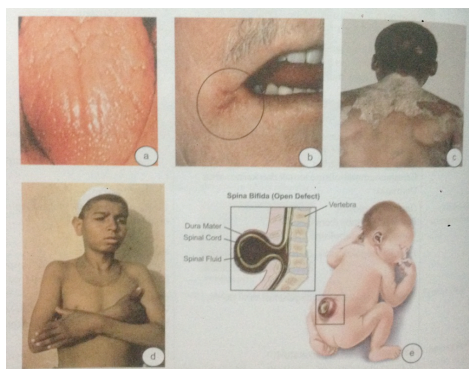 a
b
c
d
Spina Bifida (Open Defect)
Vertebra
Dura Mater
Spinal Cord
Spinal Fluid
e